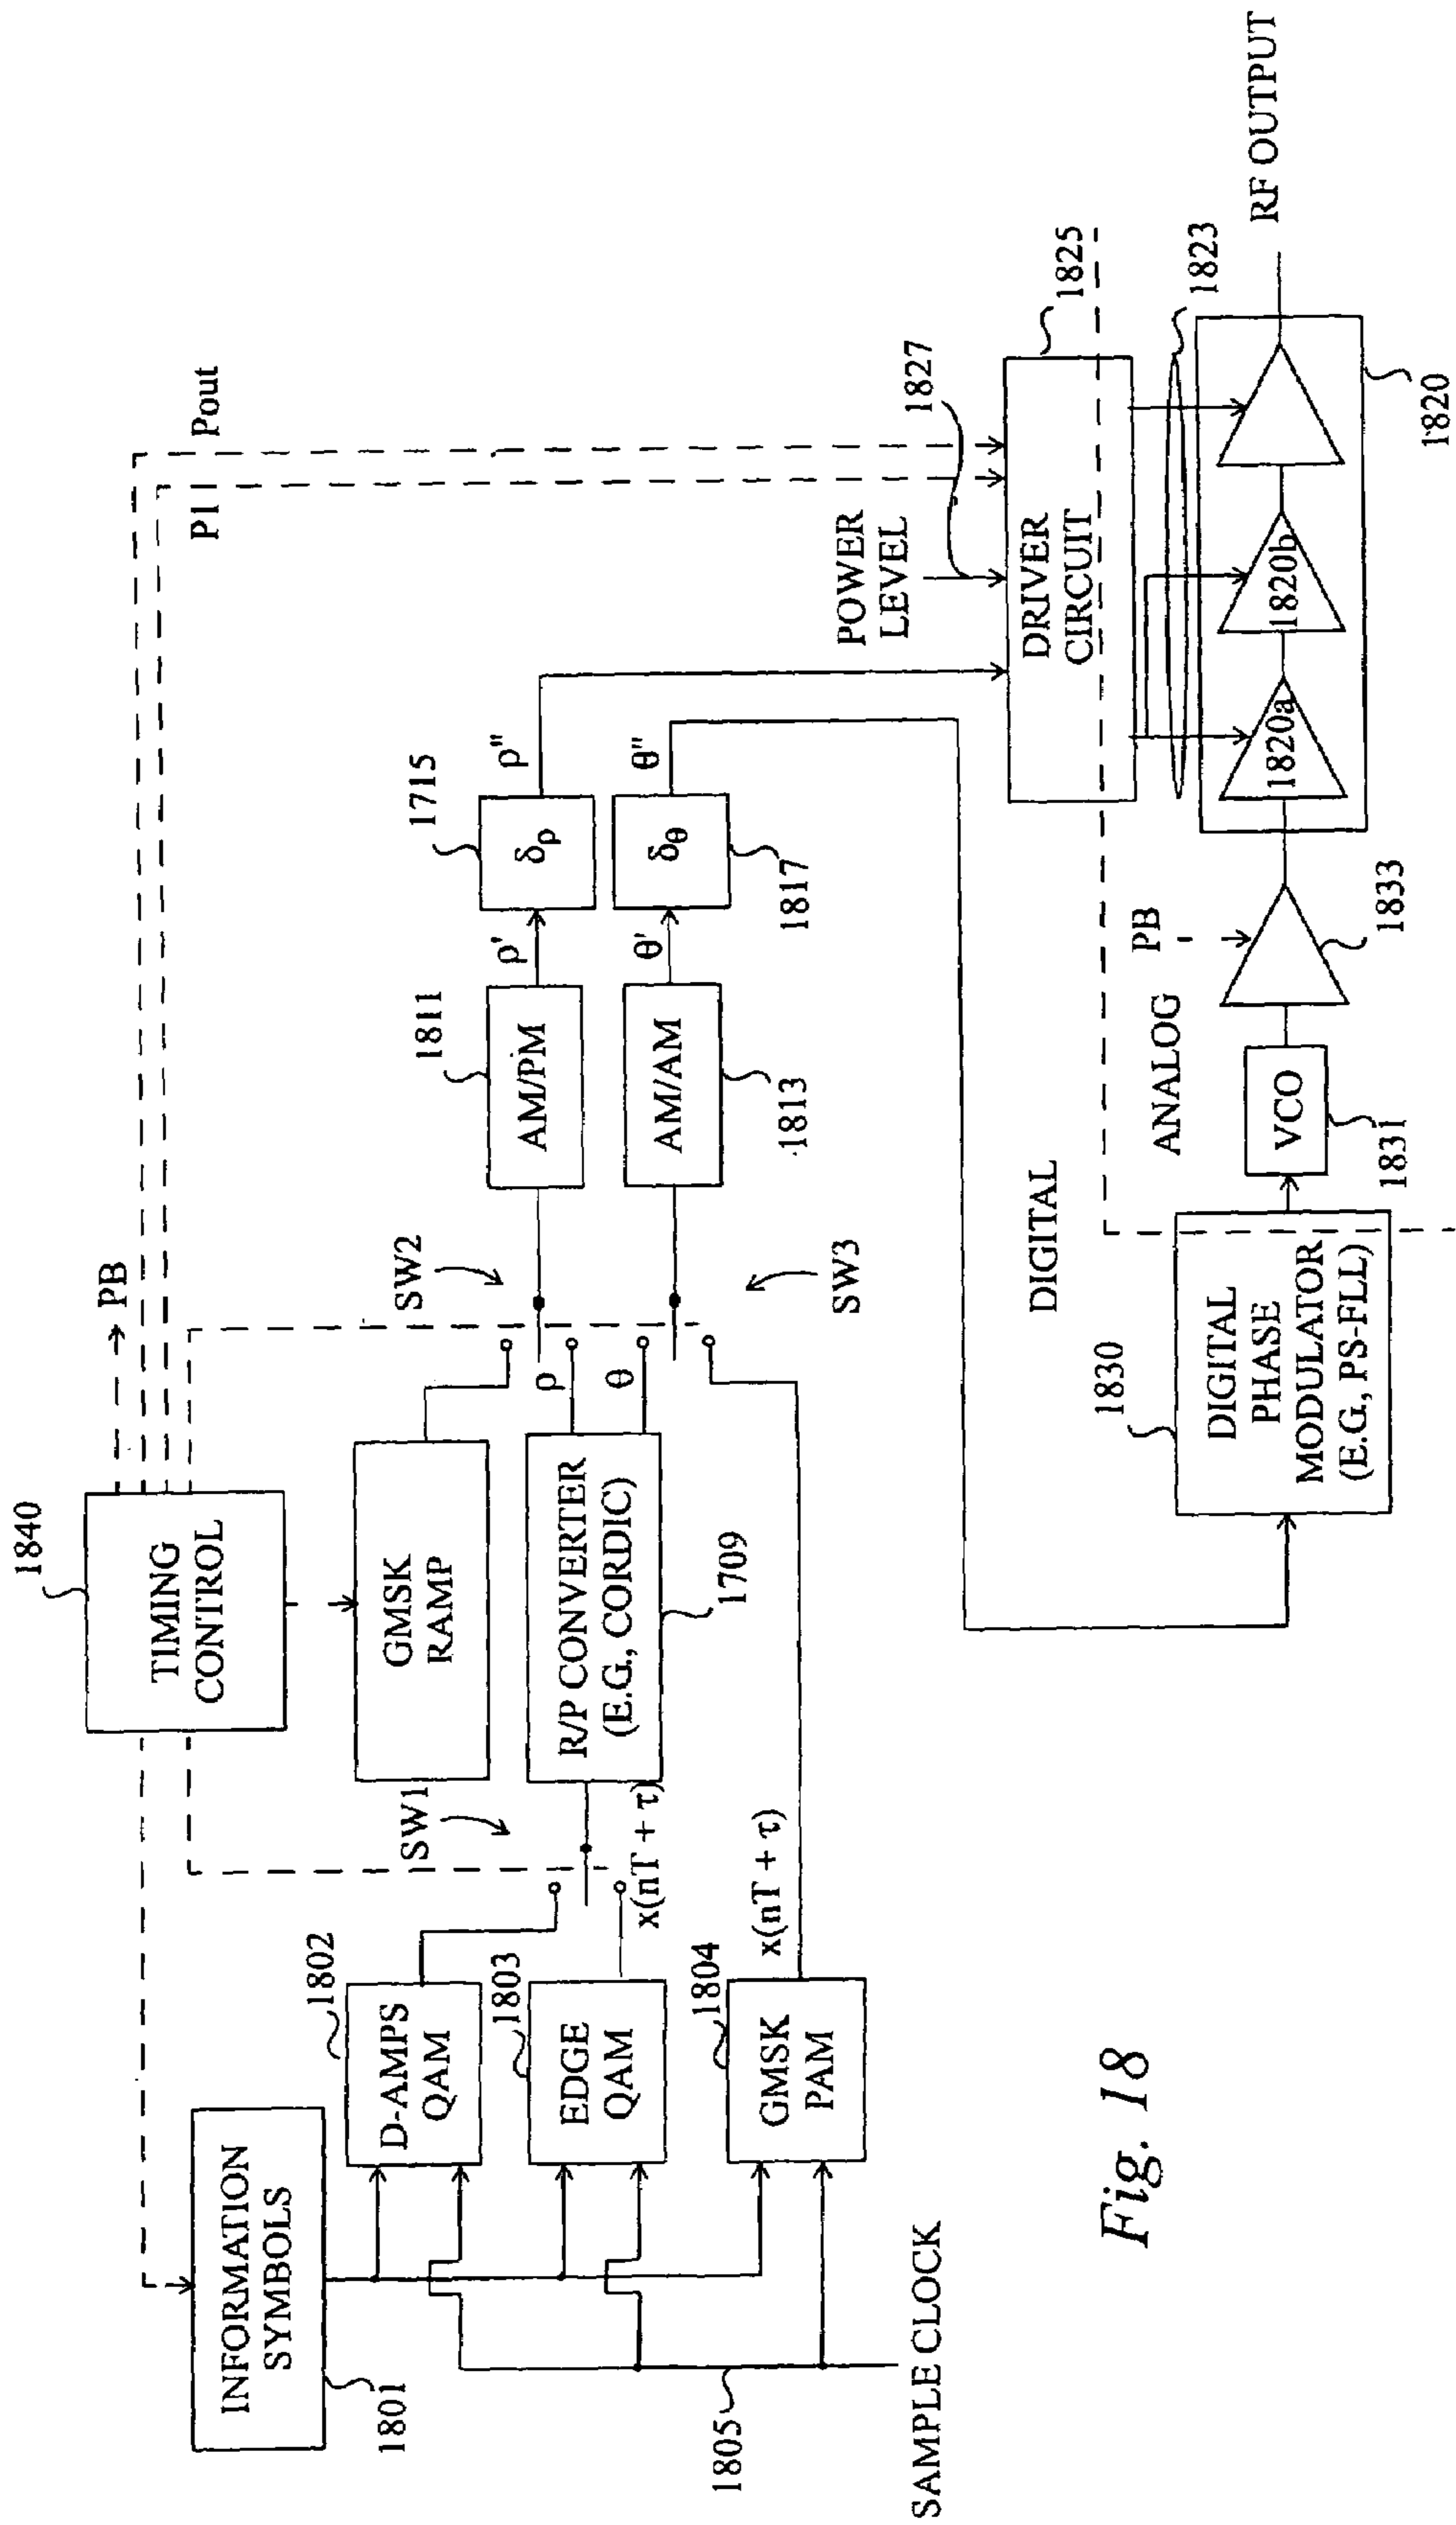 1840
TIMING
CONTROL
PB
P11
Pout
INFORMATION
SYMBOLS
1801
1802
D-AMPS
QAM
1803
EDGE
QAM
1804
GMSK
PAM
1805
SAMPLE CLOCK
SW1
x(nT + τ)
x(nT + τ)
GMSK
RAMP
R/P CONVERTER
(E.G., CORDIC)
1709
SW2
ρ
θ
SW3
1811
AM/PM
AM/AM
1813
ρ'
θ'
1715
δρ
δθ
1817
ρ"
θ"
POWER
LEVEL
1827
DRIVER
CIRCUIT
1825
DIGITAL
ANALOG
1830
DIGITAL
PHASE
MODULATOR
(E.G., PS-FLL)
VCO
1831
PB
1833
1820a
1820b
1823
1820
RF OUTPUT
Fig. 18